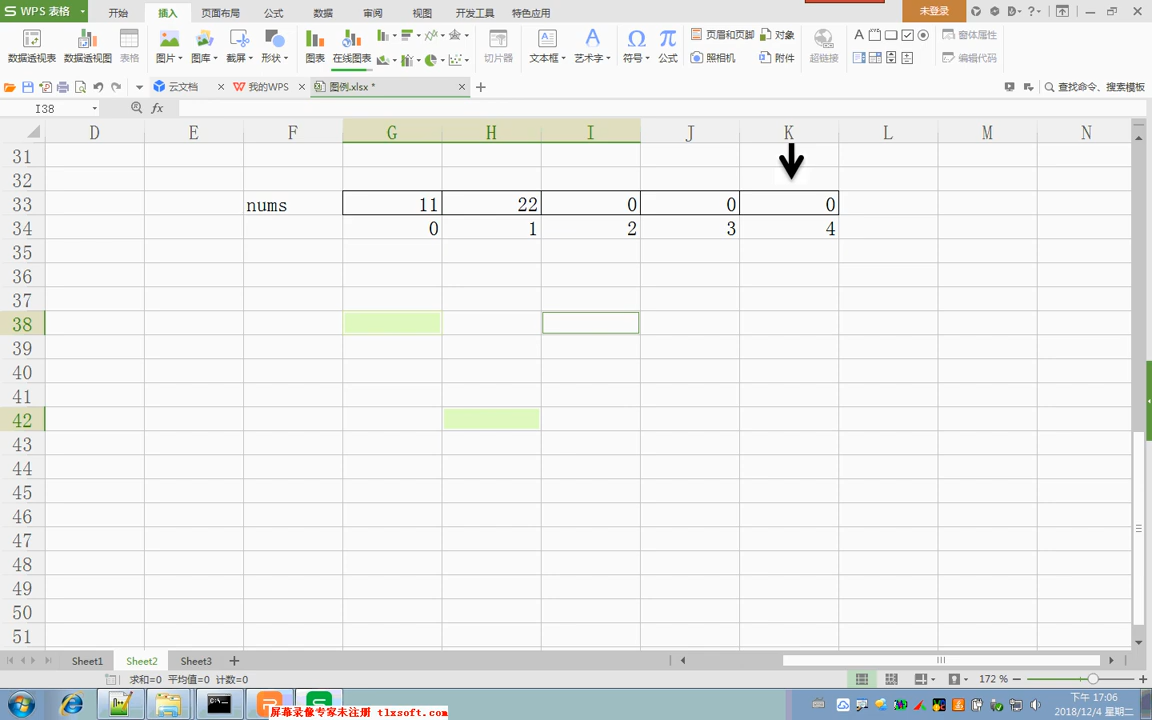 WPS 表格
开始
插入
页面布局
公式
数据
审阅
视图
开发工具
特色应用
未登录
数据透视表
数据透视图
表格
图片
图库
截屏
形状
图表
在线图表
切片器
文本框
艺术字
符号
公式
页眉和页脚
照相机
对象
附件
超链接
窗体属性
编辑代码
云文档
我的WPS
图例.xlsx *
查找命令、搜索模板
I38
fx
D E F G H I J K L M N
31
32
33 nums 11 22 0 0 0
34 0 1 2 3 4
35
36
37
38
39
40
41
42
43
44
45
46
47
48
49
50
51
Sheet1
Sheet2
Sheet3
求和=0 平均值=0 计数=0
172 %
下午 17:06
2018/12/4 星期二
屏幕录像专家未注册 tlxsoft.com